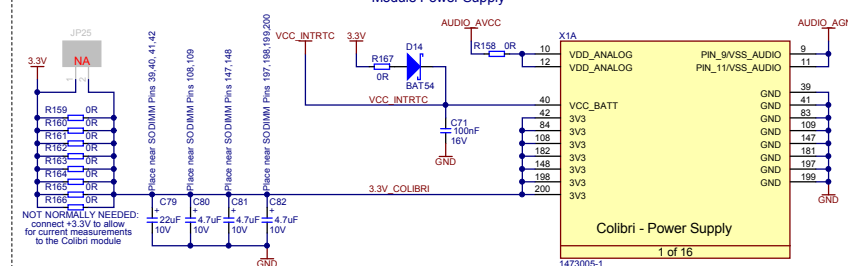 Module Power Supply
JP25
NA
3.3V
1
2
R159 0R
R160 0R
R161 0R
R162 0R
R163 0R
R164 0R
R165 0R
R166 0R
NOT NORMALLY NEEDED:
connect +3.3V to allow
for current measurements
to the Colibri module
Place near SODIMM Pins 39,40, 41,42
Place near SODIMM Pins 108,109
Place near SODIMM Pins 147,148
Place near SODIMM Pins 197,198,199,200
C79
+
22uF
10V
C80
+
4.7uF
10V
C81
+
4.7uF
10V
C82
+
4.7uF
10V
GND
VCC_INTRTC
3.3V
R167
0R
D14
BAT54
VCC_INTRTC
C71
100nF
16V
GND
3.3V_COLIBRI
AUDIO_AVCC
R158 0R
X1A
10 VDD_ANALOG
12 VDD_ANALOG
40 VCC_BATT
42 3V3
84 3V3
108 3V3
182 3V3
148 3V3
198 3V3
200 3V3
PIN_9/VSS_AUDIO 9
PIN_11/VSS_AUDIO 11
GND 39
GND 41
GND 83
GND 109
GND 147
GND 181
GND 197
GND 199
AUDIO_AGN
GND
Colibri - Power Supply
1 of 16
1473005-1